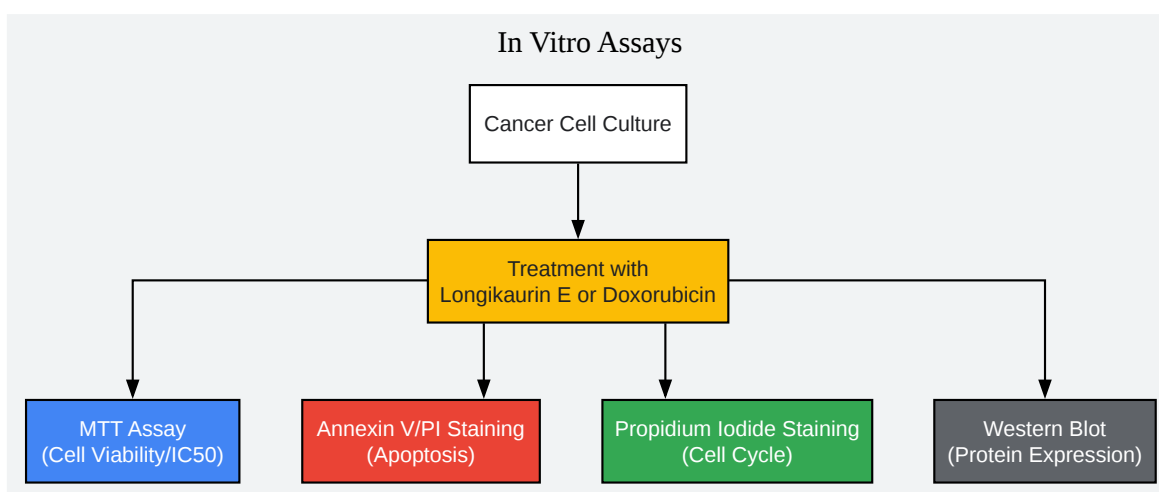 In Vitro Assays
Cancer Cell Culture
Treatment with
Longikaurin E or Doxorubicin
MTT Assay
(Cell Viability/IC50)
Annexin V/PI Staining
(Apoptosis)
Propidium Iodide Staining
(Cell Cycle)
Western Blot
(Protein Expression)